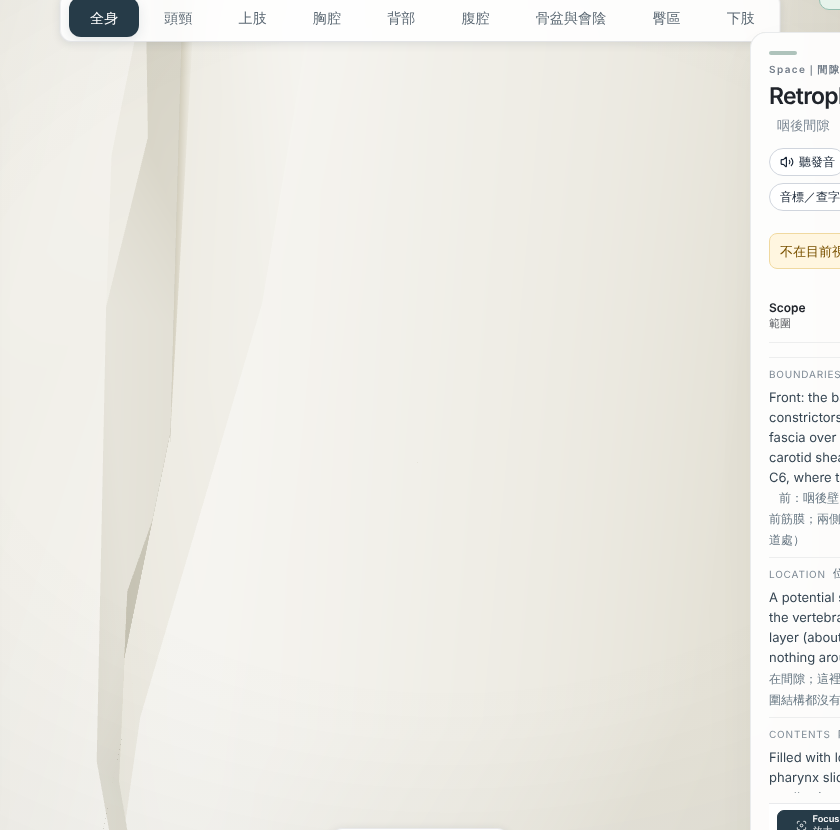 全身 頭頸 上肢 胸腔 背部 腹腔 骨盆與會陰 臀區 下肢
Space | 間隙
Retrop
咽後間隙
聽發音
音標／查字
不在目前視
Scope
範圍
BOUNDARIES
Front: the b
constrictors
fascia over
carotid shea
C6, where t
前：咽後壁
前筋膜；兩側
道處）
LOCATION 位
A potential
the vertebra
layer (about
nothing arou
在間隙；這裡
圍結構都沒有
CONTENTS
Filled with l
pharynx slid
Focus